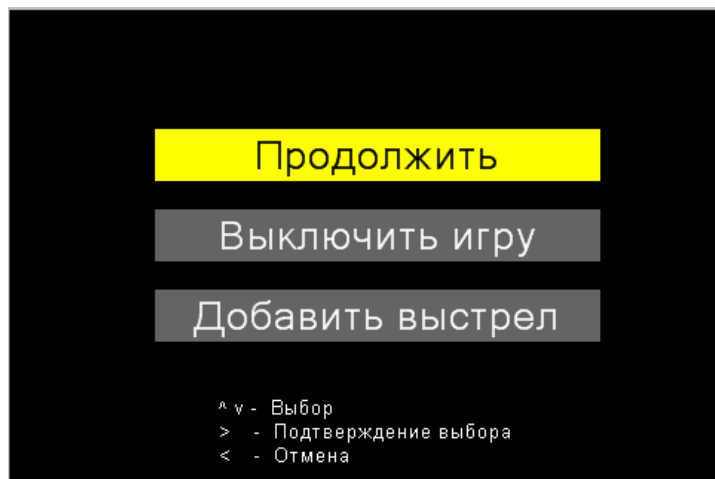 Продолжить
Выключить игру
Добавить выстрел
^ v - Выбор
> - Подтверждение выбора
< - Отмена